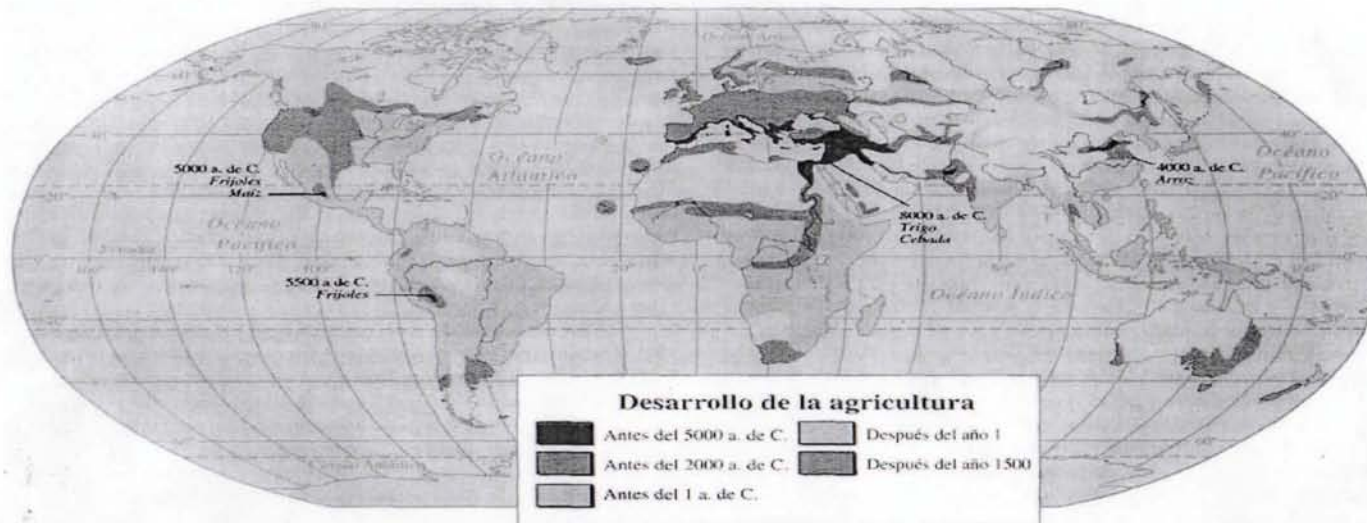 5000 a. de C.
Frijoles
Maíz
Océano
Atlántico
Océano
Pacífico
5500 a de C.
Frijoles
8000 a. de C.
Trigo
Cebada
4000 a. de C.
Arroz
Océano
Pacífico
Océano Índico
20°
0°
Desarrollo de la agricultura
Antes del 5000 a. de C.
Antes del 2000 a. de C.
Antes del 1 a. de C.
Después del año 1
Después del año 1500